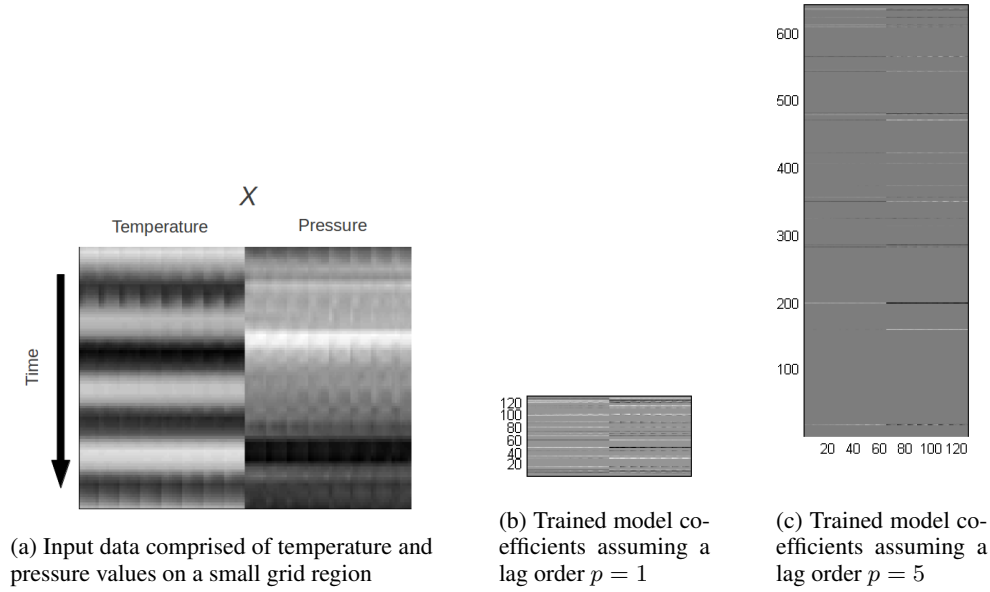 X
Temperature
Pressure
Time
(a) Input data comprised of temperature and
pressure values on a small grid region
120
100
80
60
40
20
(b) Trained model co-
efficients assuming a
lag order p = 1
600
500
400
300
200
100
20 40 60 80 100 120
(c) Trained model co-
efficients assuming a
lag order p = 5